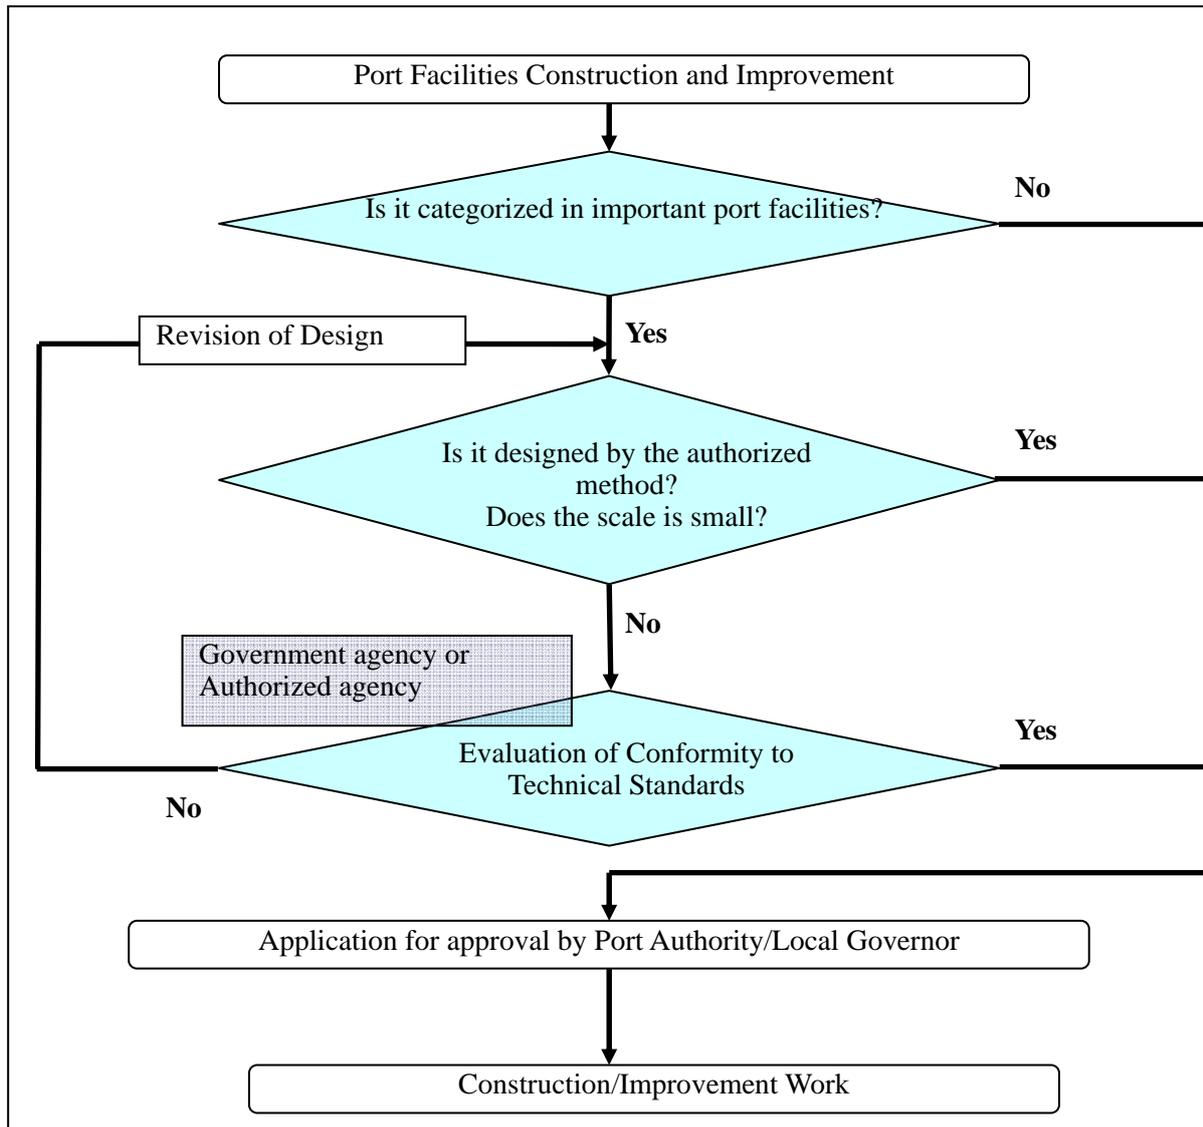 Port Facilities Construction and Improvement
Is it categorized in important port facilities?
No
Revision of Design
Yes
Is it designed by the authorized
method?
Does the scale is small?
Yes
No
Government agency or
Authorized agency
Evaluation of Conformity to
Technical Standards
Yes
No
Application for approval by Port Authority/Local Governor
Construction/Improvement Work